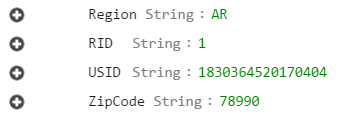 Region String : AR
RID String : 1
USID String : 1830364520170404
ZipCode String : 78990